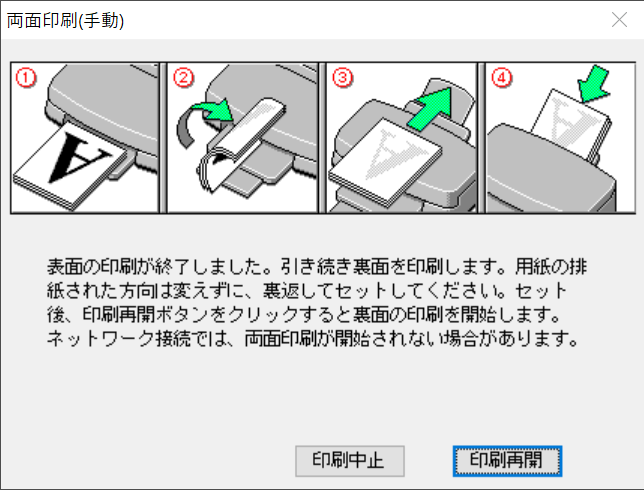 両面印刷(手動)
① ② ③ ④
A
表面の印刷が終了しました。引き続き裏面を印刷します。用紙の排
紙された方向は変えずに、裏返してセットしてください。セット
後、印刷再開ボタンをクリックすると裏面の印刷を開始します。
ネットワーク接続では、両面印刷が開始されない場合があります。
印刷中止 印刷再開